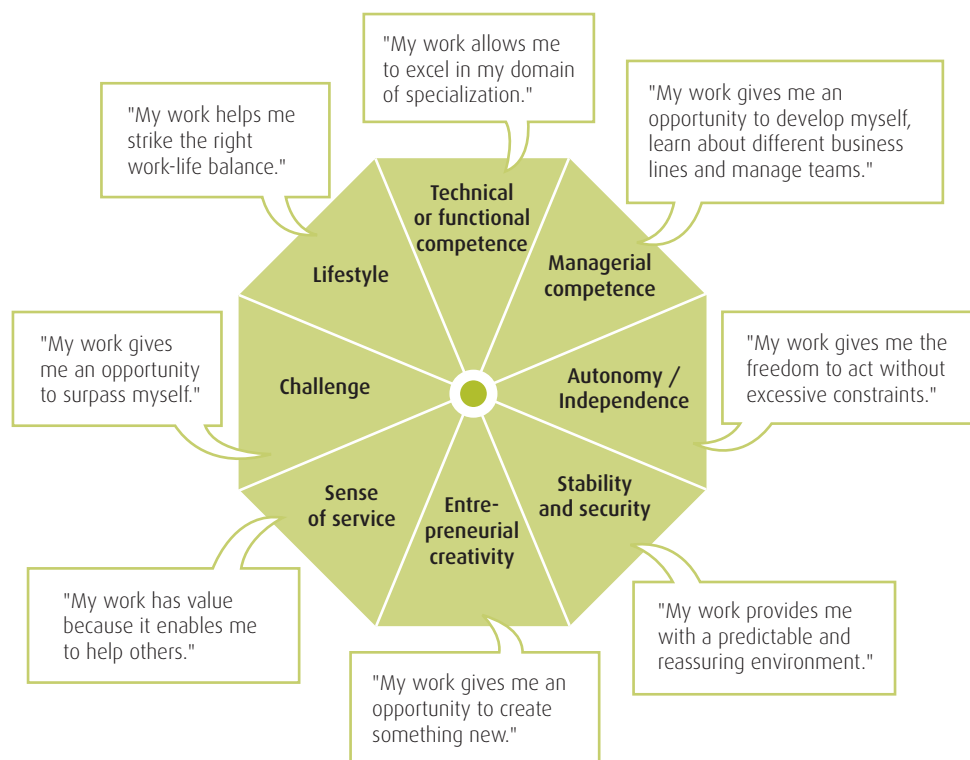 "My work allows me
to excel in my domain
of specialization."
"My work gives me an
opportunity to develop myself,
learn about different business
lines and manage teams."
"My work helps me
strike the right
work-life balance."
Technical
or functional
competence
Managerial
competence
Lifestyle
"My work gives
me an opportunity
to surpass myself."
Challenge
Autonomy /
Independence
"My work gives me the
freedom to act without
excessive constraints."
Sense
of service
Entre-
preneurial
creativity
Stability
and security
"My work has value
because it enables me
to help others."
"My work gives me an
opportunity to create
something new."
"My work provides me
with a predictable and
reassuring environment."